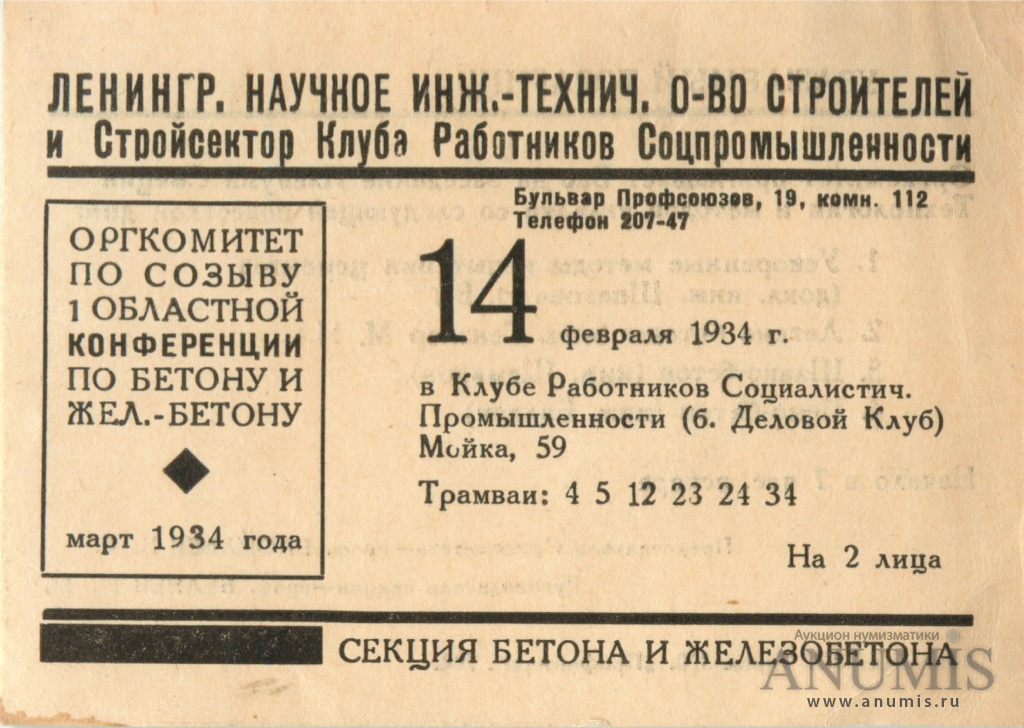 ЛЕНИНГР. НАУЧНОЕ ИНЖ.-ТЕХНИЧ. О-ВО СТРОИТЕЛЕЙ
и Стройсектор Клуба Работников Соцпромышленности
Бульвар Профсоюзов, 19, комн. 112
Телефон 207-47
ОРГКОМИТЕТ
ПО СОЗЫВУ
1 ОБЛАСТНОЙ
КОНФЕРЕНЦИИ
ПО БЕТОНУ И
ЖЕЛ.-БЕТОНУ
март 1934 года
14 февраля 1934 г.
в Клубе Работников Социалистич.
Промышленности (б. Деловой Клуб)
Мойка, 59
Трамваи: 4 5 12 23 24 34
На 2 лица
СЕКЦИЯ БЕТОНА И ЖЕЛЕЗОБЕТОНА
Аукцион нумизматики
ANUMIS
www.anumis.ru